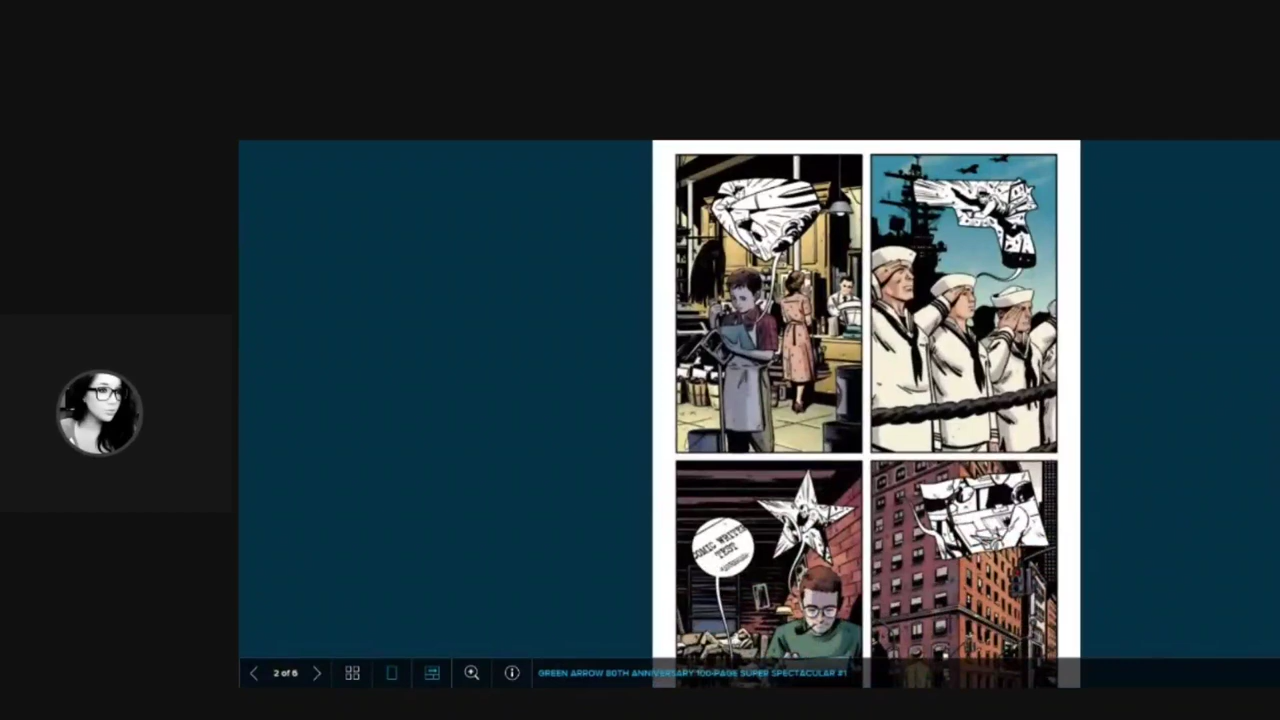 COMIC WRITER
TEST
2 of 6
GREEN ARROW 80TH ANNIVERSARY 100-PAGE SUPER SPECTACULAR #1